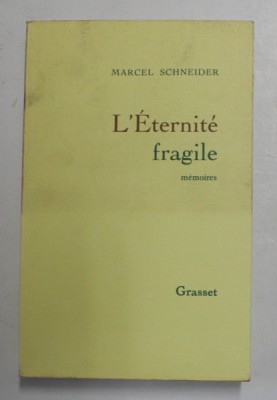 MARCEL SCHNEIDER
L'Éternité
fragile
mémoires
Grasset